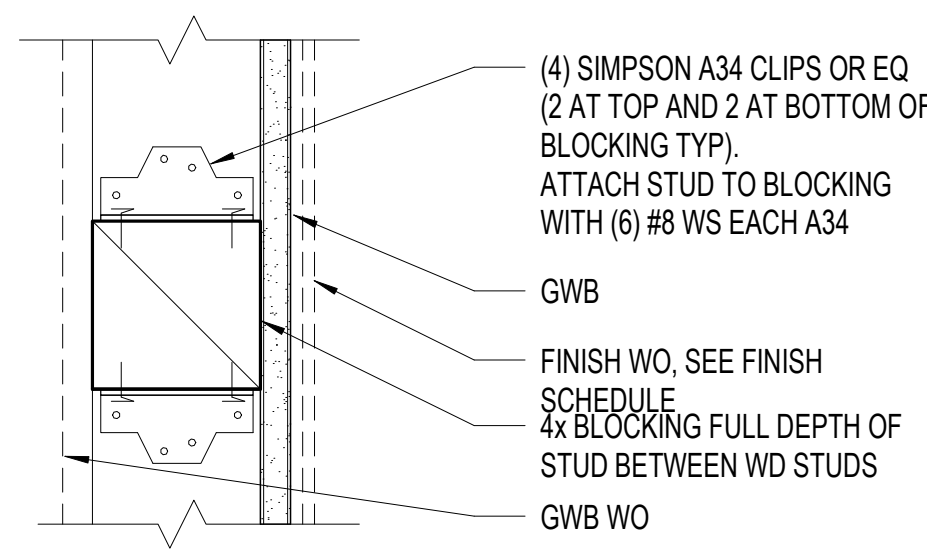 (4) SIMPSON A34 CLIPS OR EQ
(2 AT TOP AND 2 AT BOTTOM OF
BLOCKING TYP).
ATTACH STUD TO BLOCKING
WITH (6) #8 WS EACH A34
GWB
FINISH WO, SEE FINISH
SCHEDULE
4x BLOCKING FULL DEPTH OF
STUD BETWEEN WD STUDS
GWB WO